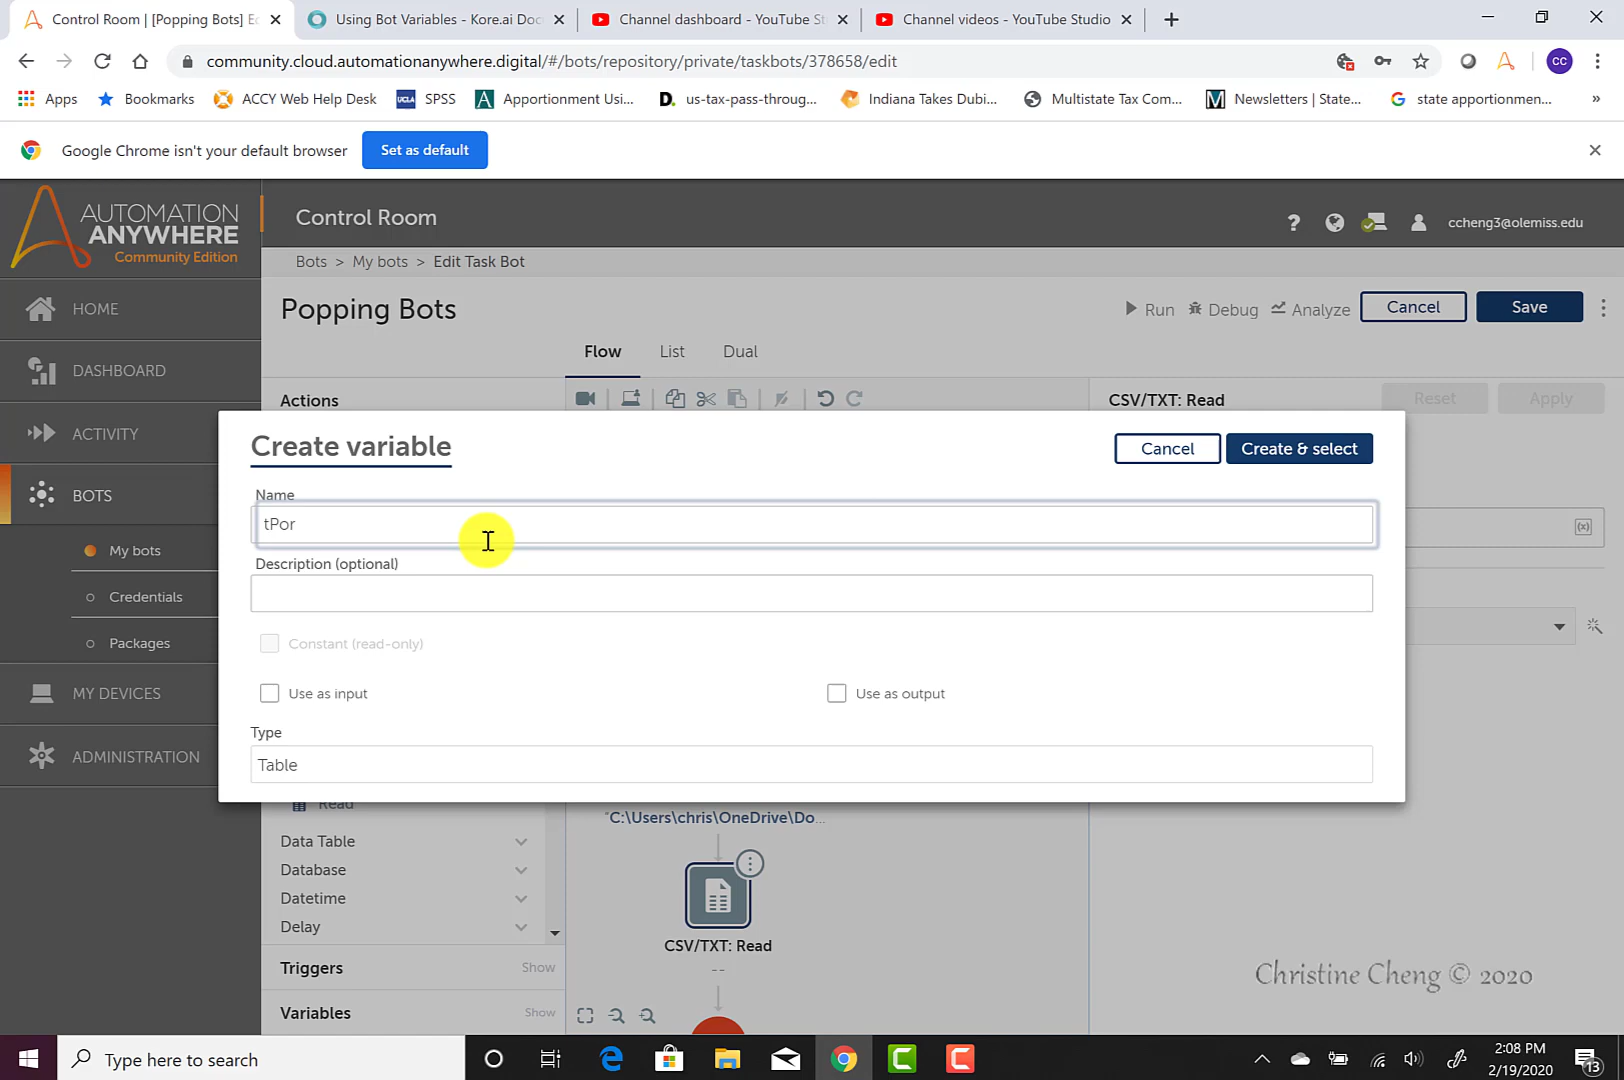 Control Room | [Popping Bots] E
Using Bot Variables - Kore.ai Doc
Channel dashboard - YouTube St
Channel videos - YouTube Studio
community.cloud.automationanywhere.digital/#/bots/repository/private/taskbots/378658/edit
CC
Apps
Bookmarks
ACCY Web Help Desk
UCLA SPSS
Apportionment Usi...
us-tax-pass-throug...
Indiana Takes Dubi...
Multistate Tax Com...
Newsletters | State...
state apportionmen...
»
Google Chrome isn't your default browser
Set as default
AUTOMATION
ANYWHERE
Community Edition
Control Room
?
ccheng3@olemiss.edu
Bots > My bots > Edit Task Bot
HOME
Popping Bots
Run
Debug
Analyze
Cancel
Save
Flow
List
Dual
DASHBOARD
Actions
CSV/TXT: Read
Reset
Apply
ACTIVITY
Create variable
Cancel
Create & select
BOTS
Name
tPor
(x)
My bots
Description (optional)
Credentials
Constant (read-only)
Packages
Use as input
Use as output
MY DEVICES
Type
Table
ADMINISTRATION
Read
"C:\Users\chris\OneDrive\Do...
Data Table
Database
Datetime
Delay
CSV/TXT: Read
--
Triggers
Show
Christine Cheng © 2020
Variables
Show
Type here to search
2:08 PM
2/19/2020
13